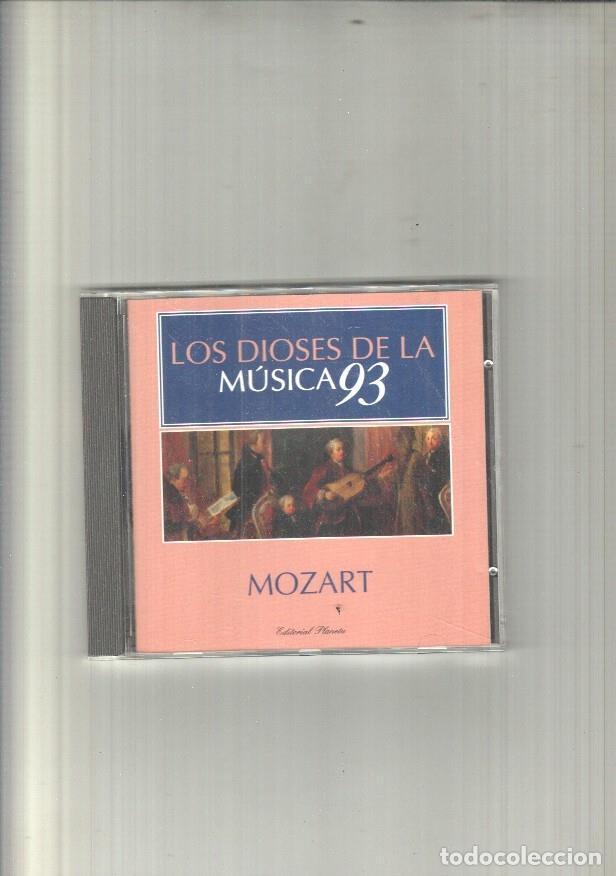 LOS DIOSES DE LA
MÚSICA 93
MOZART
Editorial Planeta
todocoleccion